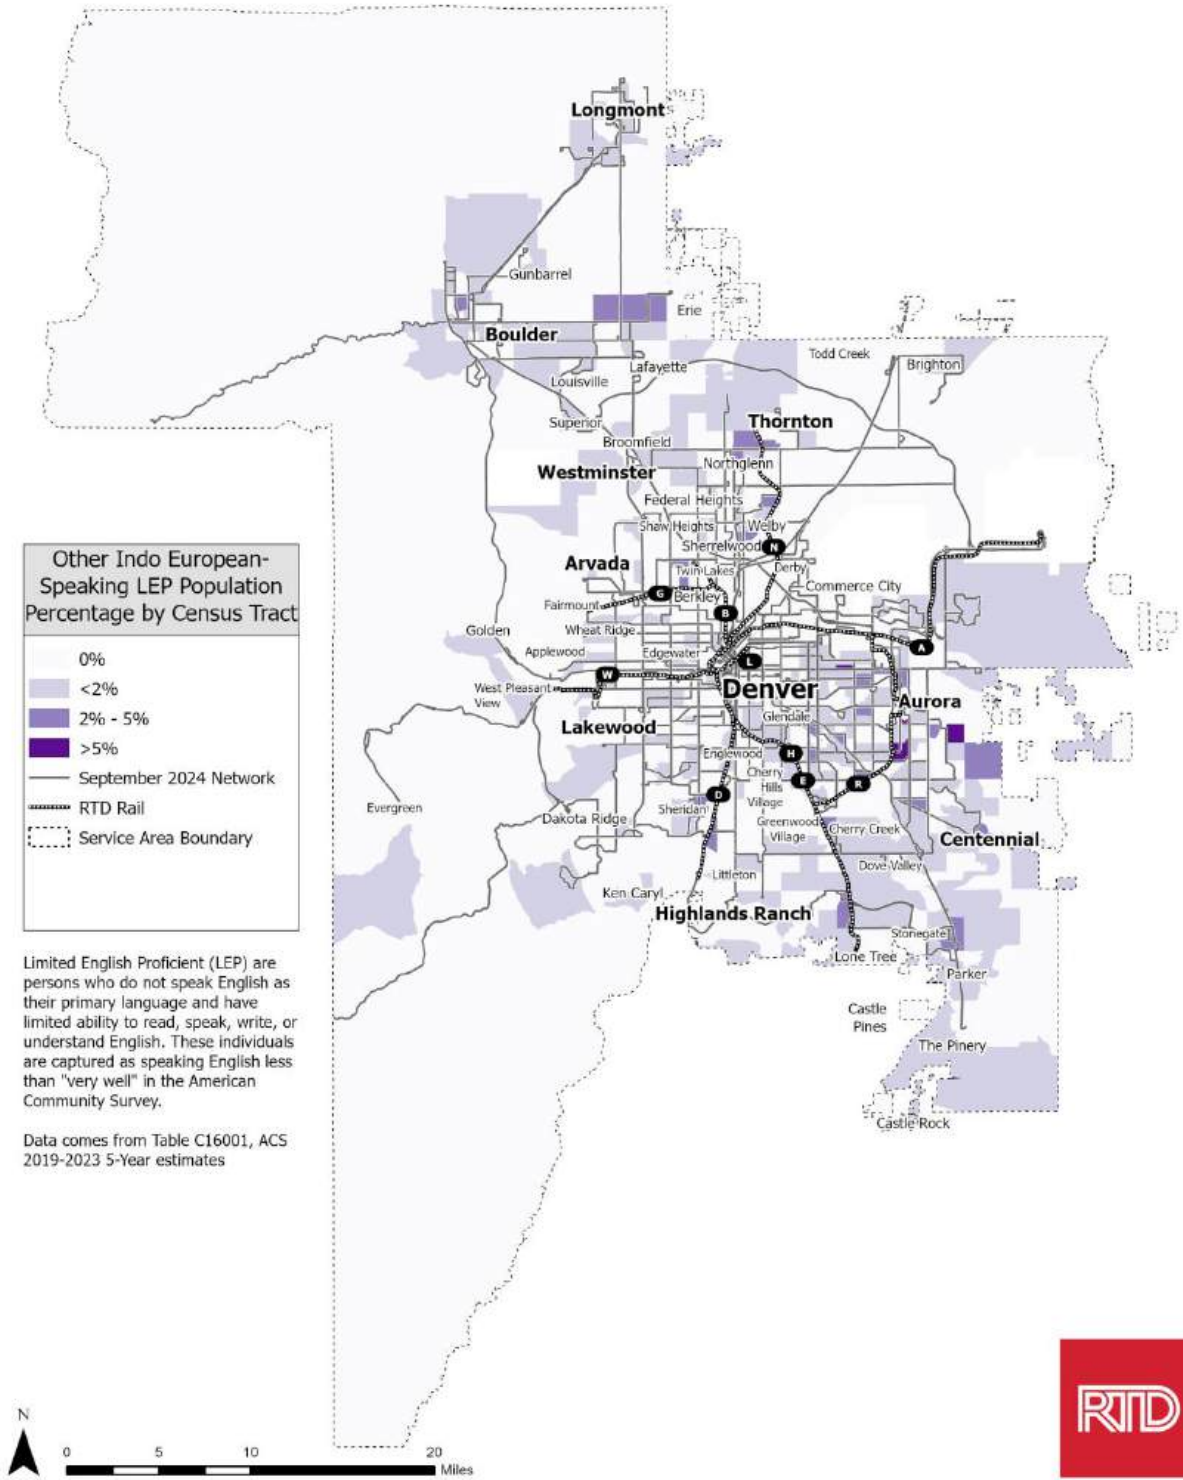 Longmont
Gunbarrel
Erie
Boulder
Todd Creek
Brighton
Lafayette
Louisville
Superior
Thornton
Broomfield
Northglenn
Westminster
Federal Heights
Shaw Heights
Welby
Sherrelwood
N
Arvada
Twin Lakes
Derby
Commerce City
G
Berkley
Fairmount
B
Golden
Wheat Ridge
Applewood
Edgewater
A
L
W
West Pleasant
View
Denver
Aurora
Glendale
Lakewood
Englewood
H
Cherry
Hills
Village
E
R
D
Evergreen
Sheridan
Dakota Ridge
Greenwood
Village
Cherry Creek
Centennial
Dove Valley
Littleton
Ken Caryl
Highlands Ranch
Stonegate
Lone Tree
Parker
Castle
Pines
The Pinery
Castle Rock
Other Indo European-
Speaking LEP Population
Percentage by Census Tract
0%
<2%
2% - 5%
>5%
September 2024 Network
RTD Rail
Service Area Boundary
Limited English Proficient (LEP) are
persons who do not speak English as
their primary language and have
limited ability to read, speak, write, or
understand English. These individuals
are captured as speaking English less
than "very well" in the American
Community Survey.
Data comes from Table C16001, ACS
2019-2023 5-Year estimates
N
0 5 10 20
Miles
RTD